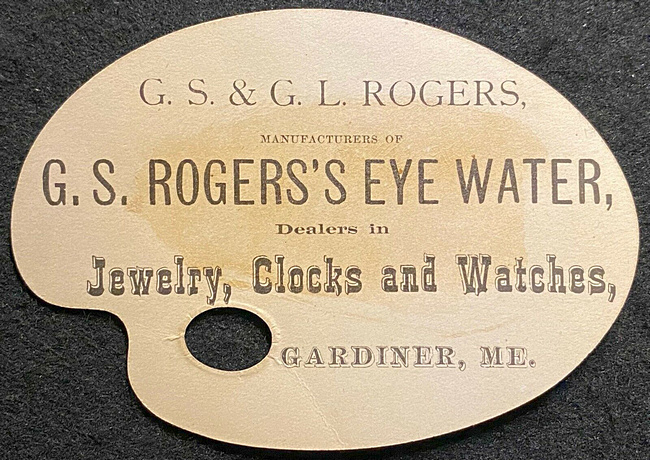 G. S. & G. L. ROGERS,
MANUFACTURERS OF
G. S. ROGERS'S EYE WATER,
Dealers in
Jewelry, Clocks and Watches,
GARDINER, ME.